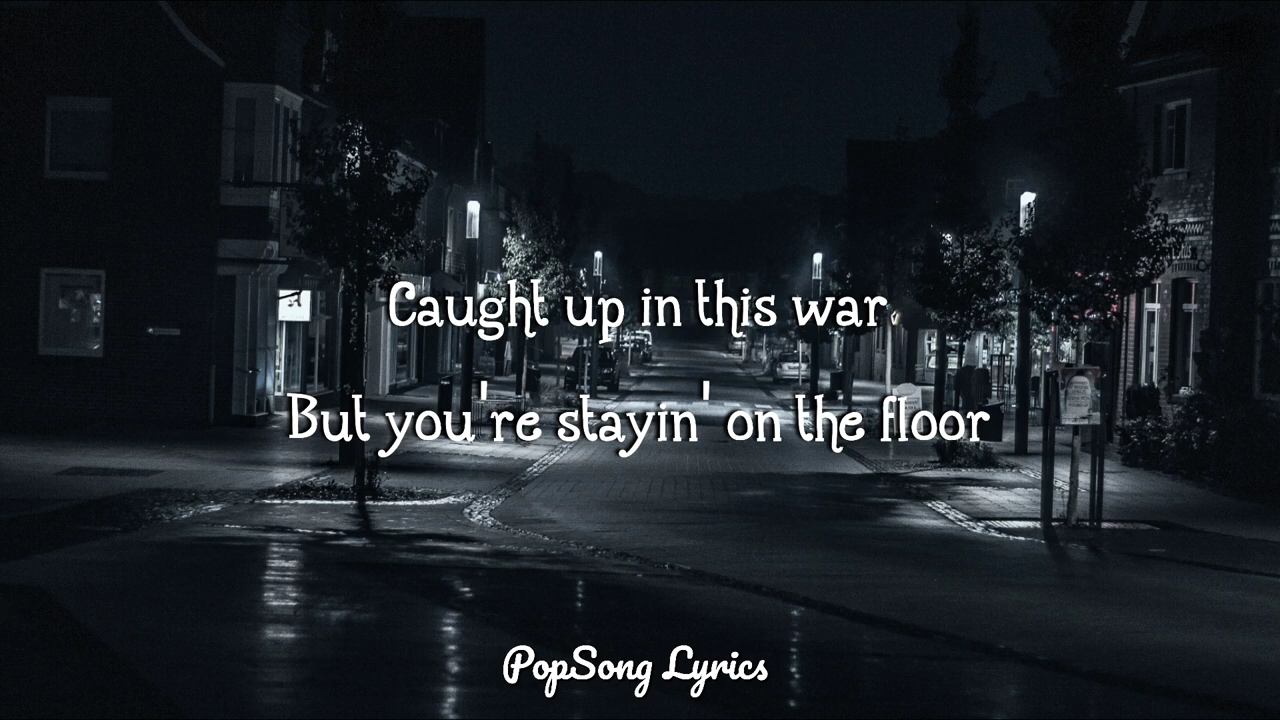 Caught up in this war
But you're stayin' on the floor
PopSong Lyrics